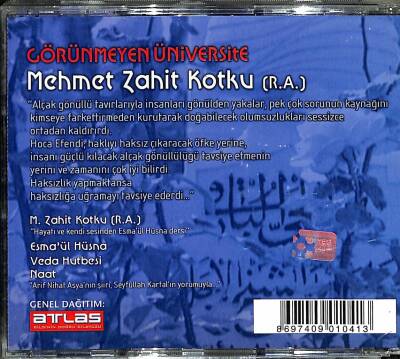 GÖRÜNMEYEN ÜNİVERSİTE
Mehmet Zahit Kotku (R.A.)
"Alçak gönüllü tavırlarıyla insanları gönülden yakalar, pek çok sorunun kaynağını
kimseye farkettirmeden kurutarak doğabilecek olumsuzlukları sessizce
ortadan kaldırırdı.
Hoca Efendi; haklıyı haksız çıkaracak öfke yerine,
insanı güçlü kılacak alçak gönüllülüğü tavsiye etmenin
yerini ve zamanını çok iyi bilirdi.
Haksızlık yapmaktansa
haksızlığa uğramayı tavsiye ederdi..."
M. Zahit Kotku (R.A.)
"Hayatı ve kendi sesinden Esma'ül Hüsna dersi"
Esma'ül Hüsna
Veda Hutbesi
Naat
"Arif Nihat Asya'nın şiiri, Seyfullah Kartal'ın yorumuyla..."
GENEL DAĞITIM:
ATLAS
8 697409 010413